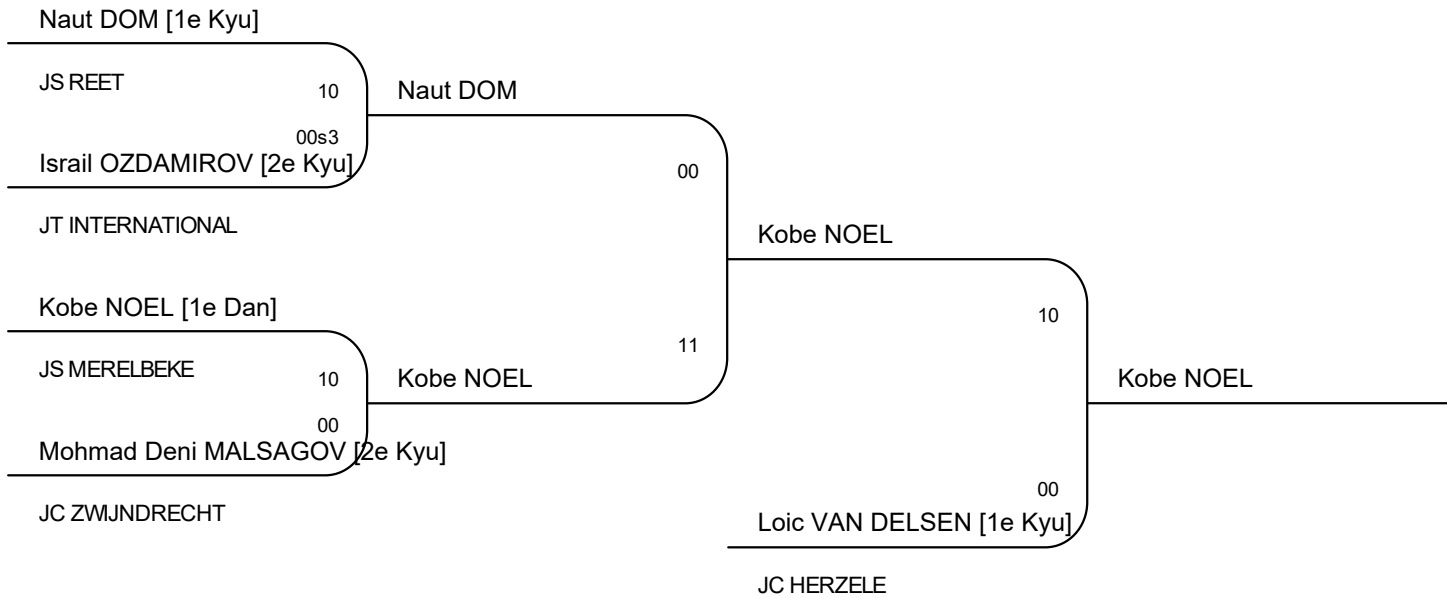 Naut DOM [1e Kyu]
JS REET
10
Naut DOM
00s3
Israil OZDAMIROV [2e Kyu]
00
JT INTERNATIONAL
Kobe NOEL
Kobe NOEL [1e Dan]
10
11
JS MERELBEKE
10
Kobe NOEL
Kobe NOEL
00
Mohmad Deni MALSAGOV [2e Kyu]
00
JC ZWIJNDRECHT
Loic VAN DELSEN [1e Kyu]
JC HERZELE